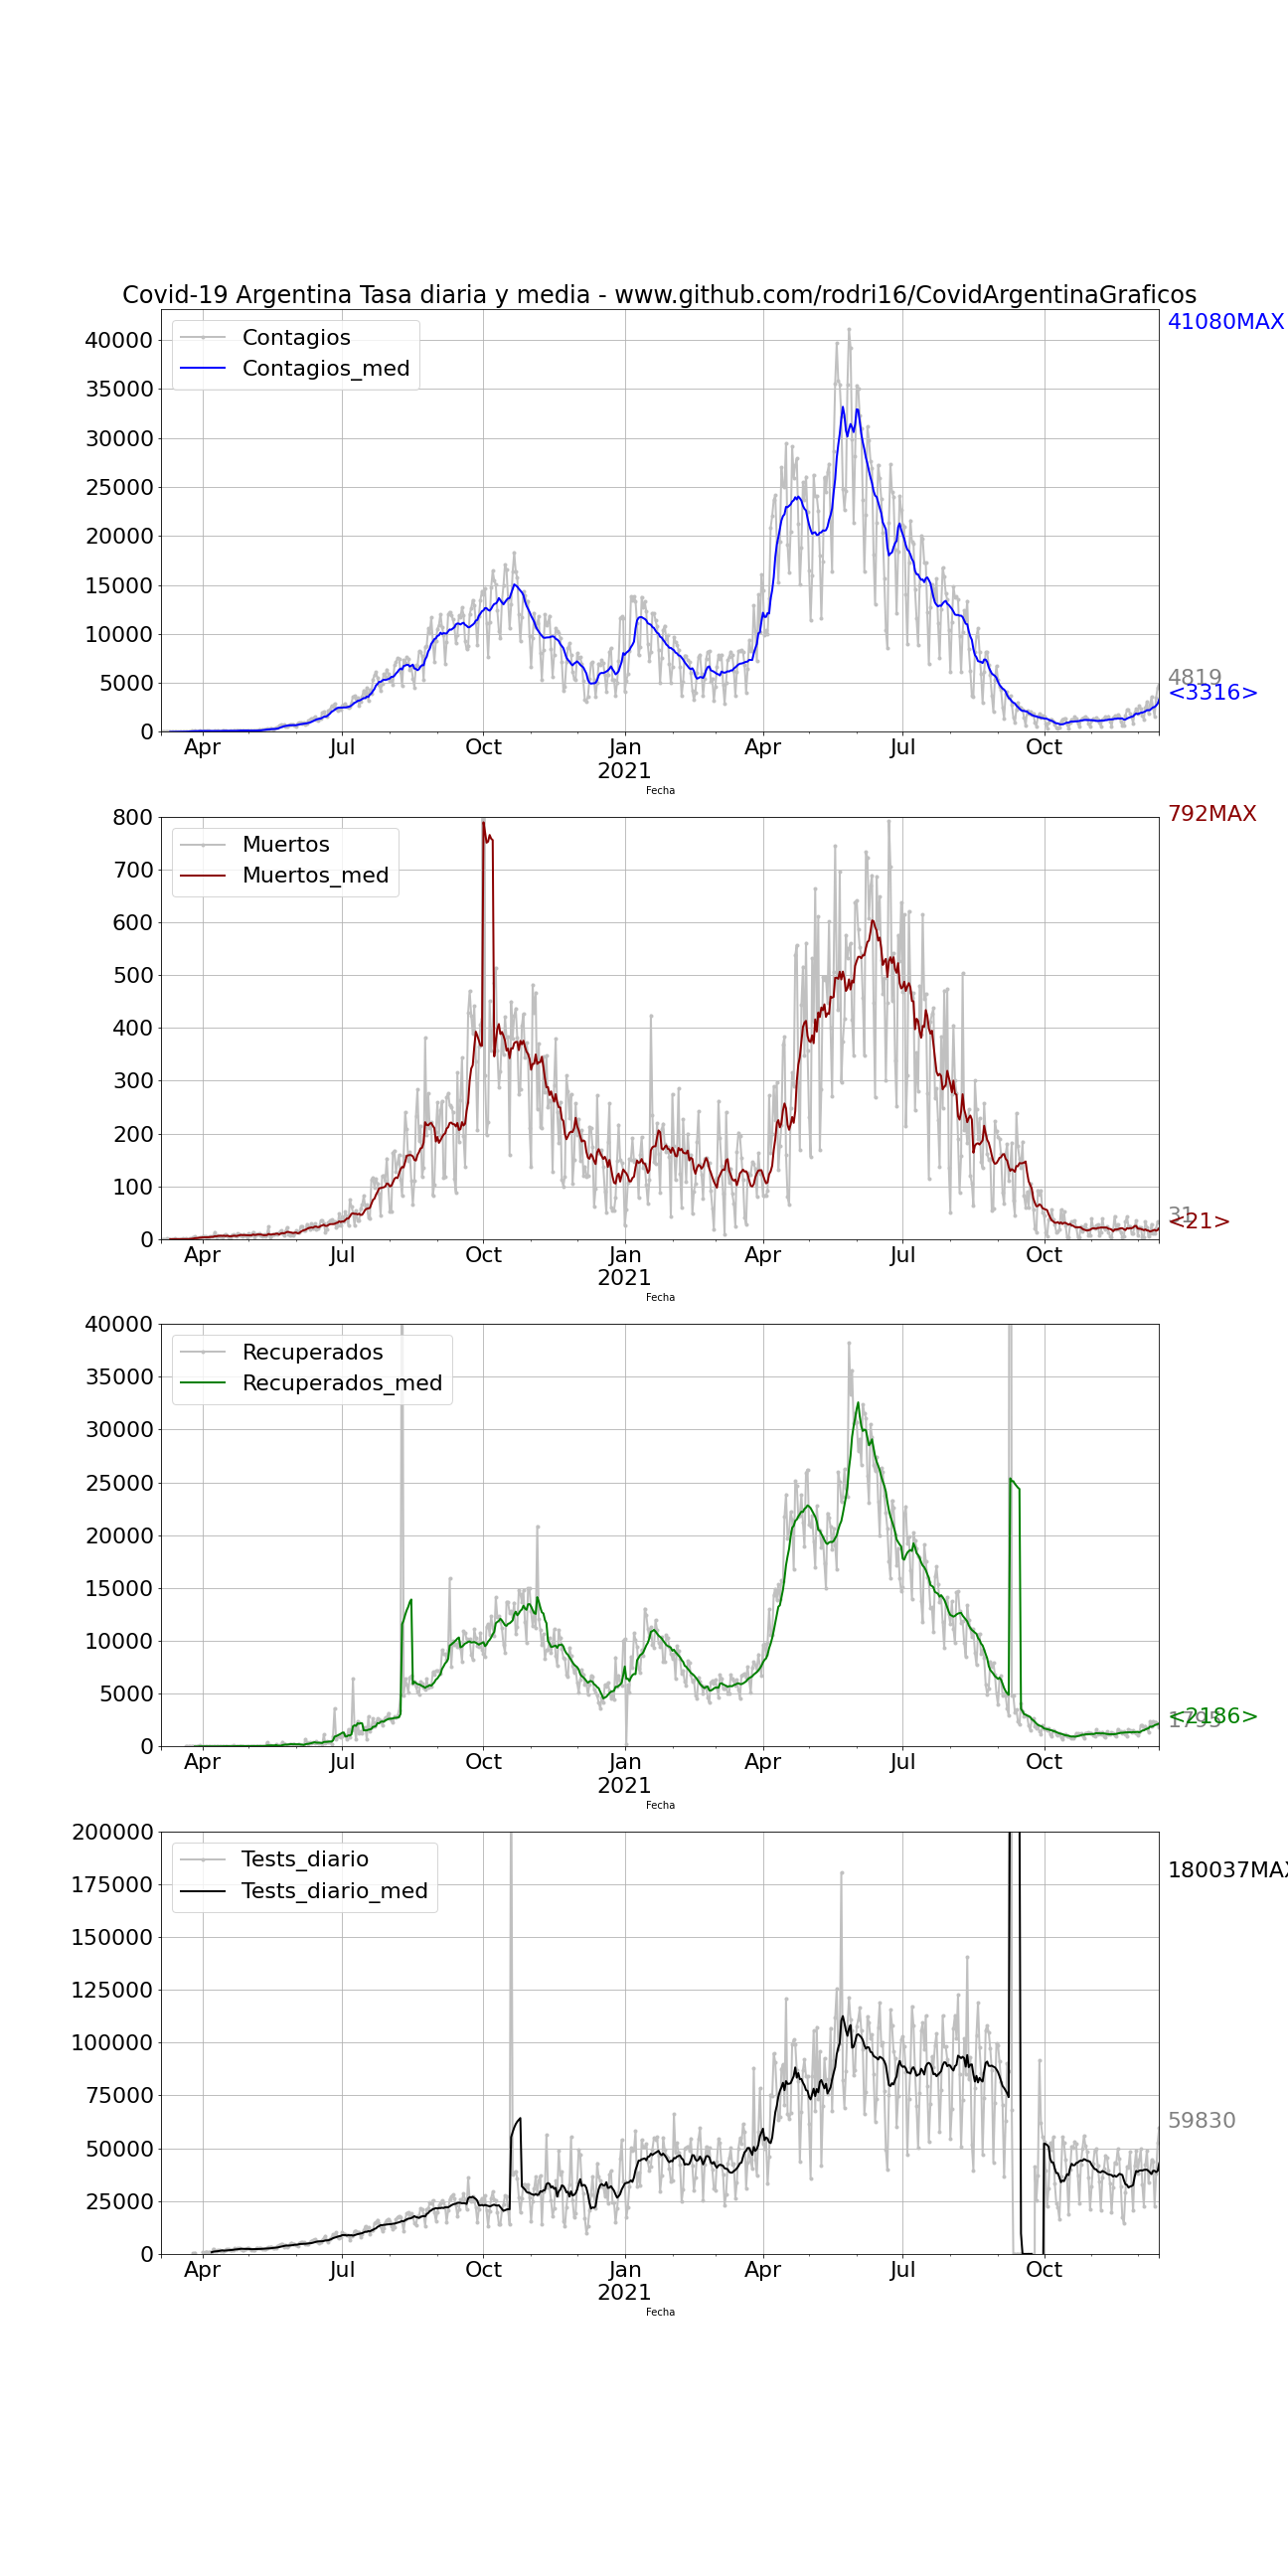 Covid-19 Argentina Tasa diaria y media - www.github.com/rodri16/CovidArgentinaGraficos
41080MAX
Contagios
Contagios_med
40000
35000
30000
25000
20000
15000
10000
5000
0
4819
<3316>
Apr Jul Oct Jan Apr Jul Oct
2021
Fecha
792MAX
Muertos
Muertos_med
800
700
600
500
400
300
200
100
0
31
<21>
Apr Jul Oct Jan Apr Jul Oct
2021
Fecha
Recuperados
Recuperados_med
40000
35000
30000
25000
20000
15000
10000
5000
0
<2186>
1795
Apr Jul Oct Jan Apr Jul Oct
2021
Fecha
Tests_diario
Tests_diario_med
180037MAX
200000
175000
150000
125000
100000
75000
50000
25000
0
59830
Apr Jul Oct Jan Apr Jul Oct
2021
Fecha